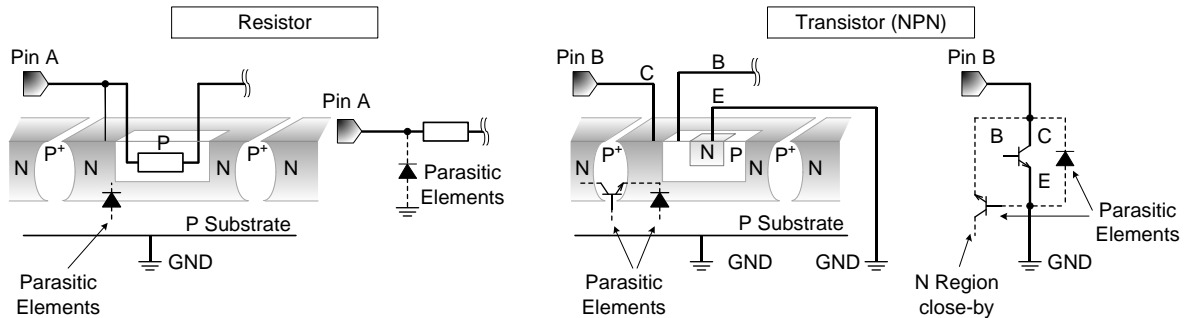 Resistor
Transistor (NPN)
Pin A
Pin A
P
N
P+
N
P+
N
N
Parasitic
Elements
P Substrate
GND
Parasitic
Elements
Pin B
C
B
E
N
P+
N
N
P
P+
N
N
P Substrate
GND
GND
Parasitic
Elements
Pin B
B
C
E
Parasitic
Elements
GND
N Region
close-by